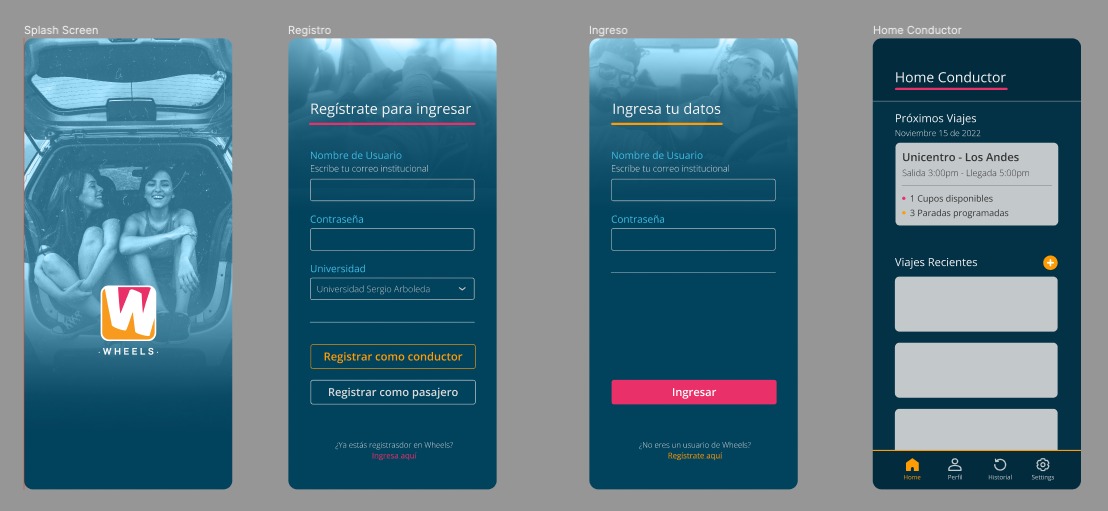 Splash Screen
WHEELS
Registro
Regístrate para ingresar
Nombre de Usuario
Escribe tu correo institucional
Contraseña
Universidad
Universidad Sergio Arboleda
Registrar como conductor
Registrar como pasajero
¿Ya estás registrasdor en Wheels?
Ingresa aquí
Ingreso
Ingresa tu datos
Nombre de Usuario
Escribe tu correo institucional
Contraseña
Ingresar
¿No eres un usuario de Wheels?
Regístrate aquí
Home Conductor
Home Conductor
Próximos Viajes
Noviembre 15 de 2022
Unicentro - Los Andes
Salida 3:00pm - Llegada 5:00pm
• 1 Cupos disponibles
• 3 Paradas programadas
Viajes Recientes
Home
Perfil
Historial
Settings